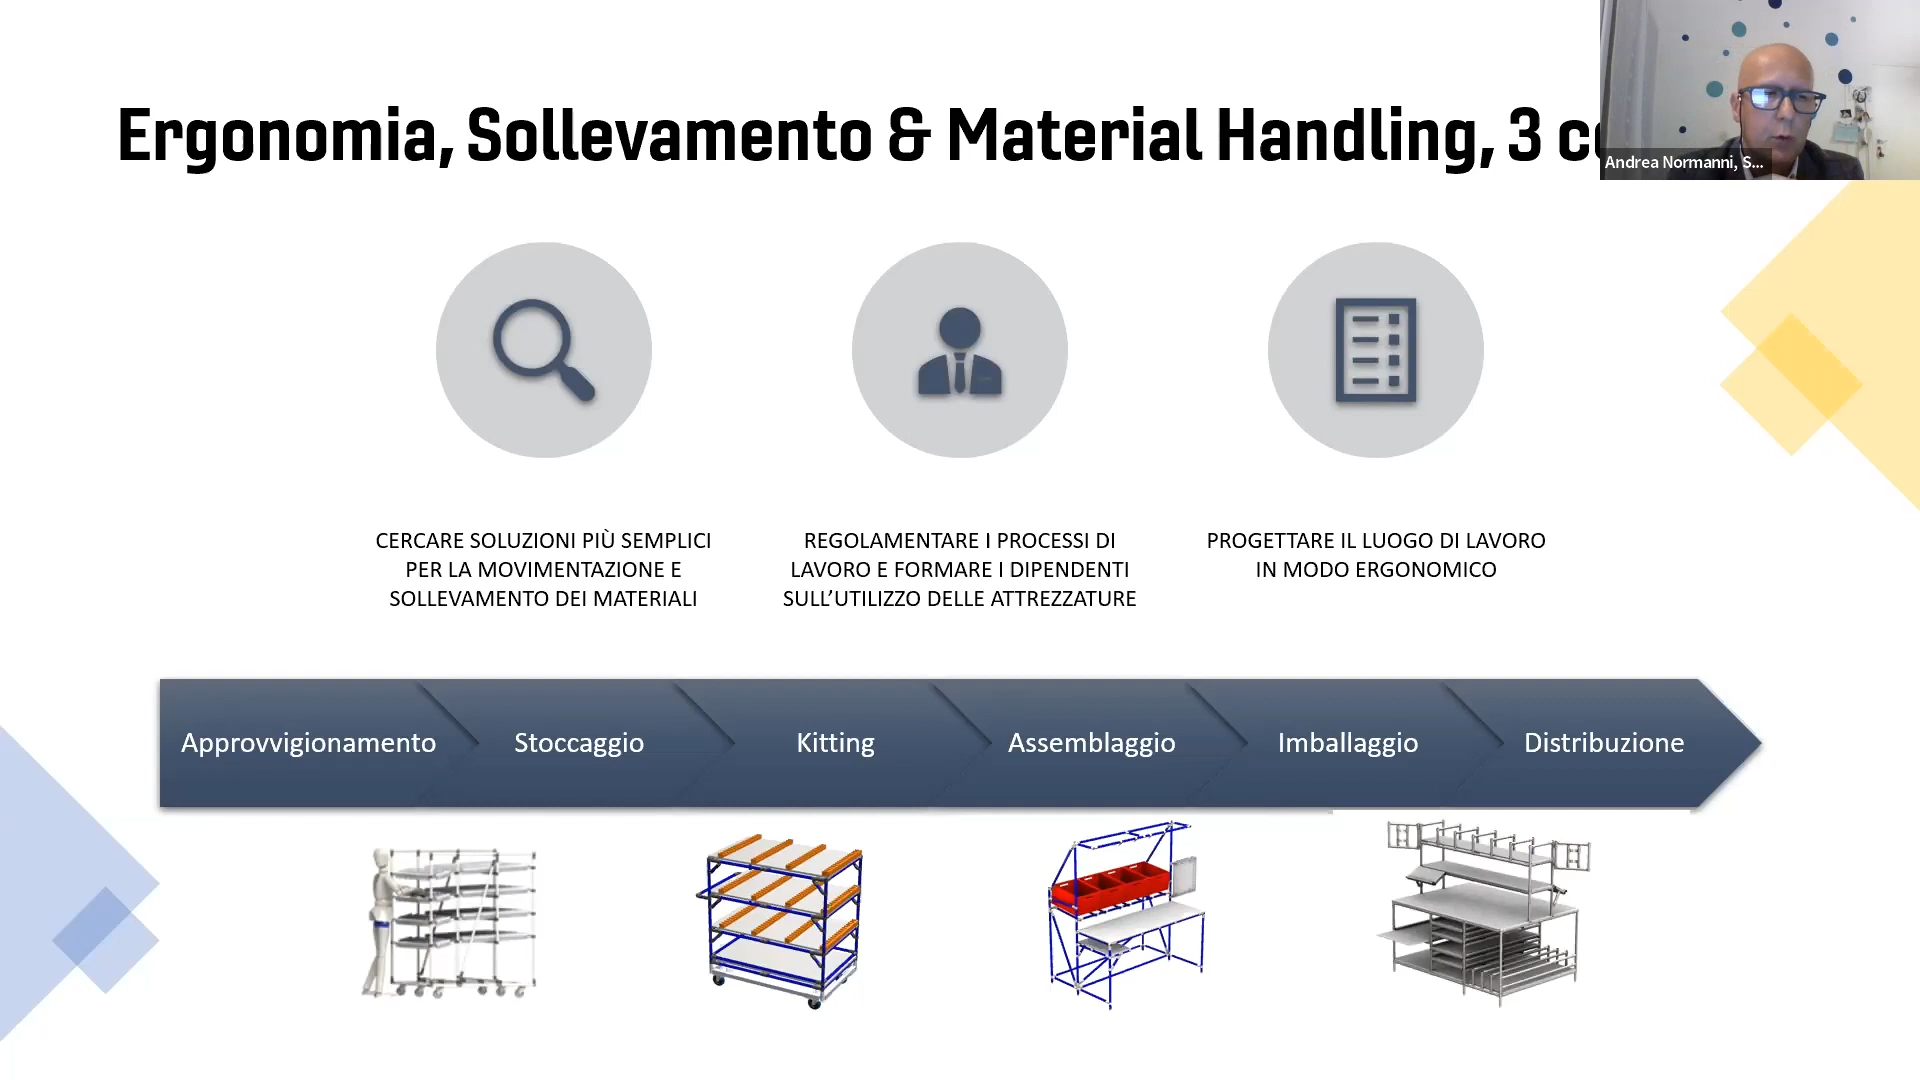 Ergonomia, Sollevamento & Material Handling, 3
Andrea Normanni, S...
CERCARE SOLUZIONI PIÙ SEMPLICI
PER LA MOVIMENTAZIONE E
SOLLEVAMENTO DEI MATERIALI
REGOLAMENTARE I PROCESSI DI
LAVORO E FORMARE I DIPENDENTI
SULL'UTILIZZO DELLE ATTREZZATURE
PROGETTARE IL LUOGO DI LAVORO
IN MODO ERGONOMICO
Approvvigionamento
Stoccaggio
Kitting
Assemblaggio
Imballaggio
Distribuzione